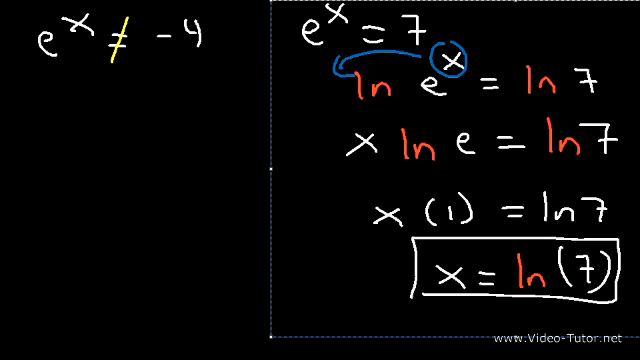 e^x ≠ -4
e^x = 7
ln e^x = ln 7
x ln e = ln 7
x (1) = ln 7
x = ln (7)
www.Video-Tutor.net